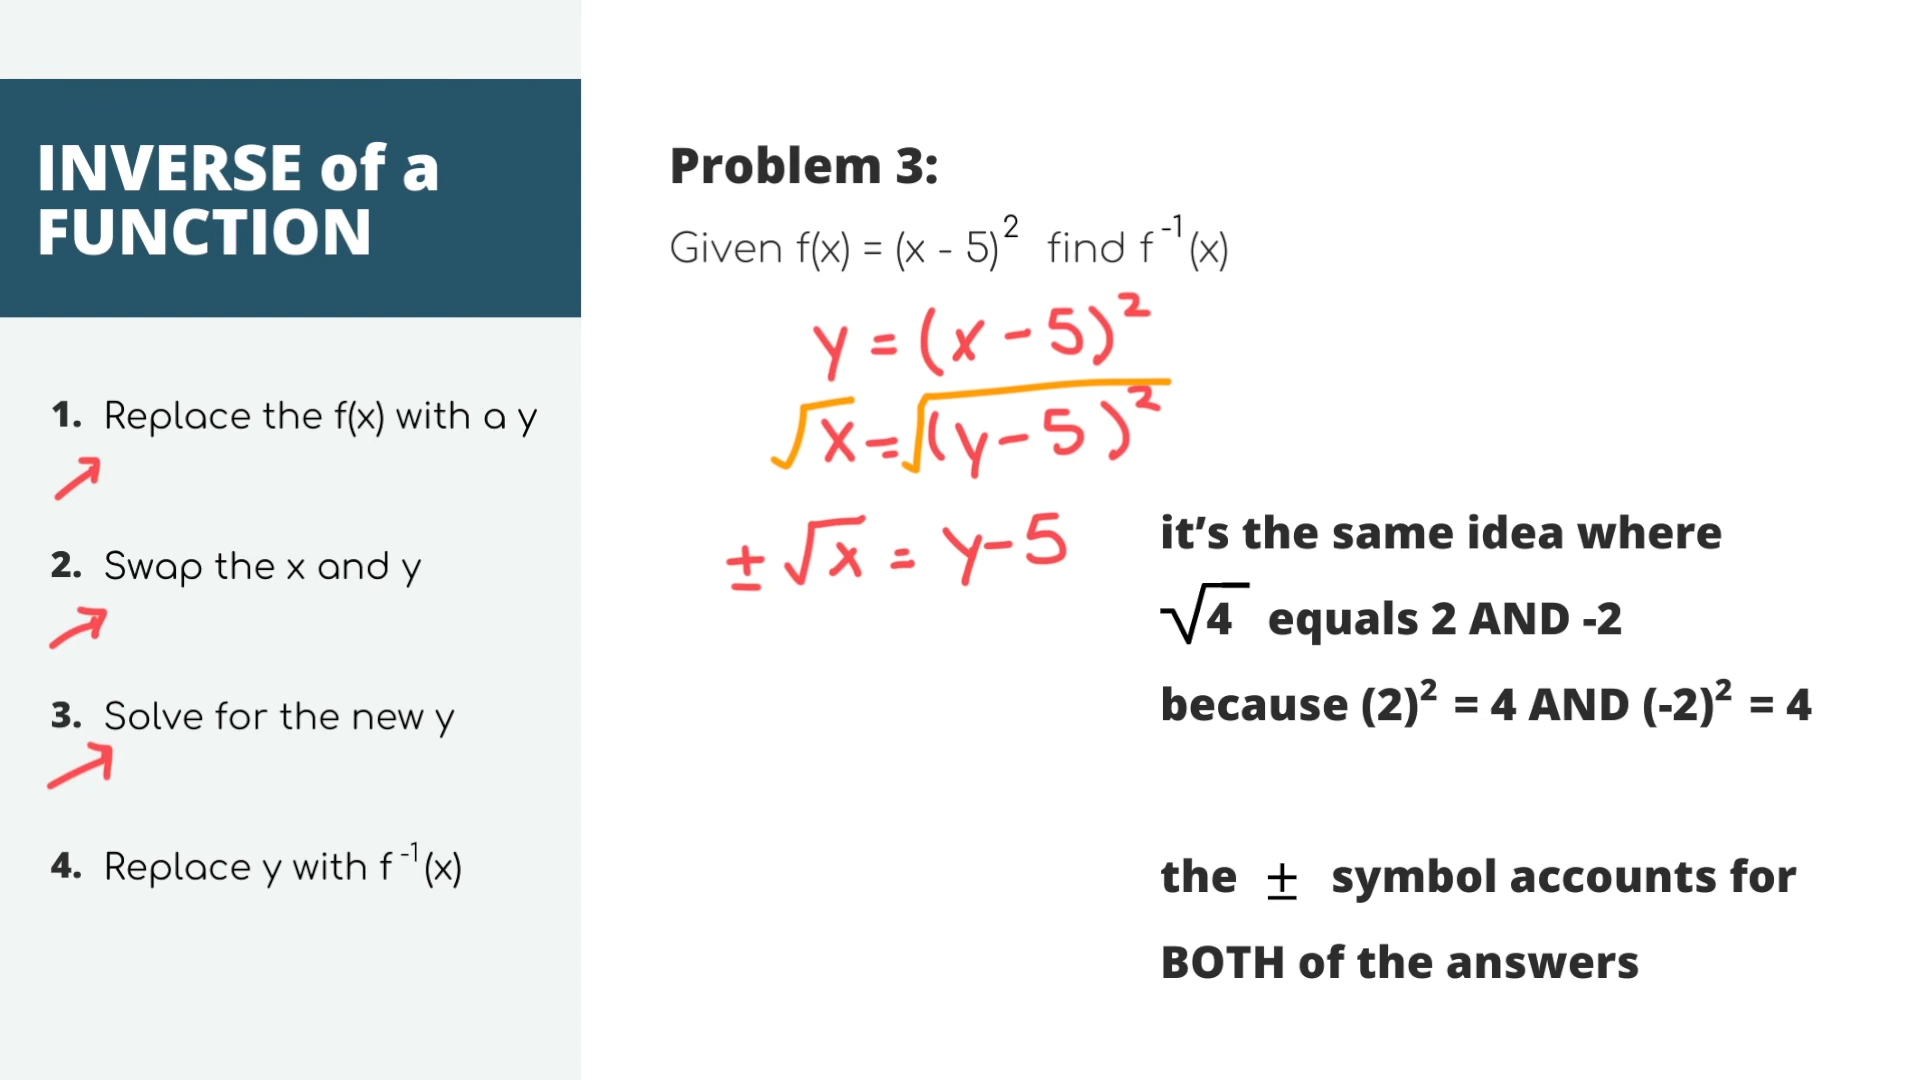 INVERSE of a
FUNCTION
1. Replace the f(x) with a y
2. Swap the x and y
3. Solve for the new y
4. Replace y with f⁻¹(x)
Problem 3:
Given f(x) = (x - 5)² find f⁻¹(x)
y = (x - 5)²
√x = √(y - 5)²
± √x = y - 5
it's the same idea where
√4 equals 2 AND -2
because (2)² = 4 AND (-2)² = 4
the ± symbol accounts for
BOTH of the answers